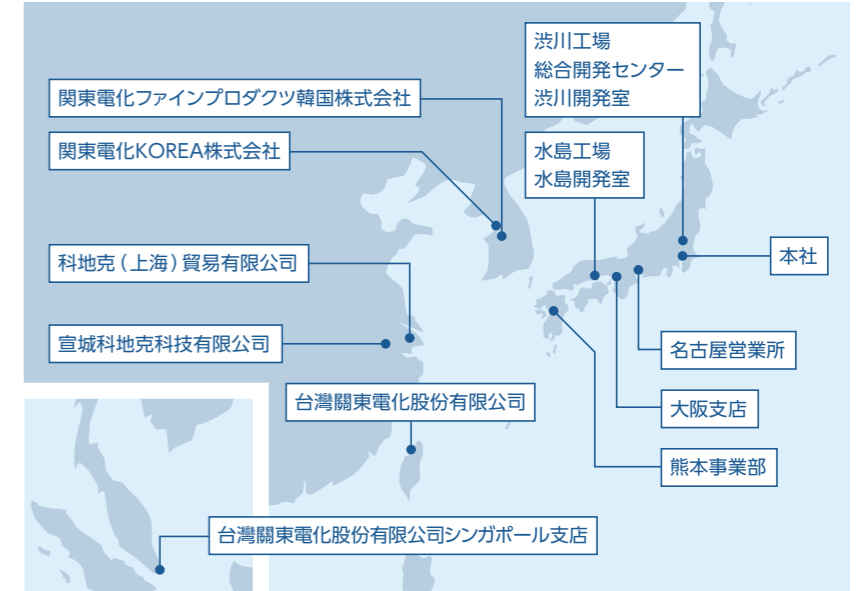 渋川工場
総合開発センター
渋川開発室
関東電化ファインプロダクツ韓国株式会社
関東電化KOREA株式会社
水島工場
水島開発室
本社
科地克（上海）貿易有限公司
宣城科地克科技有限公司
名古屋営業所
台灣關東電化股份有限公司
大阪支店
熊本事業部
台灣關東電化股份有限公司シンガポール支店